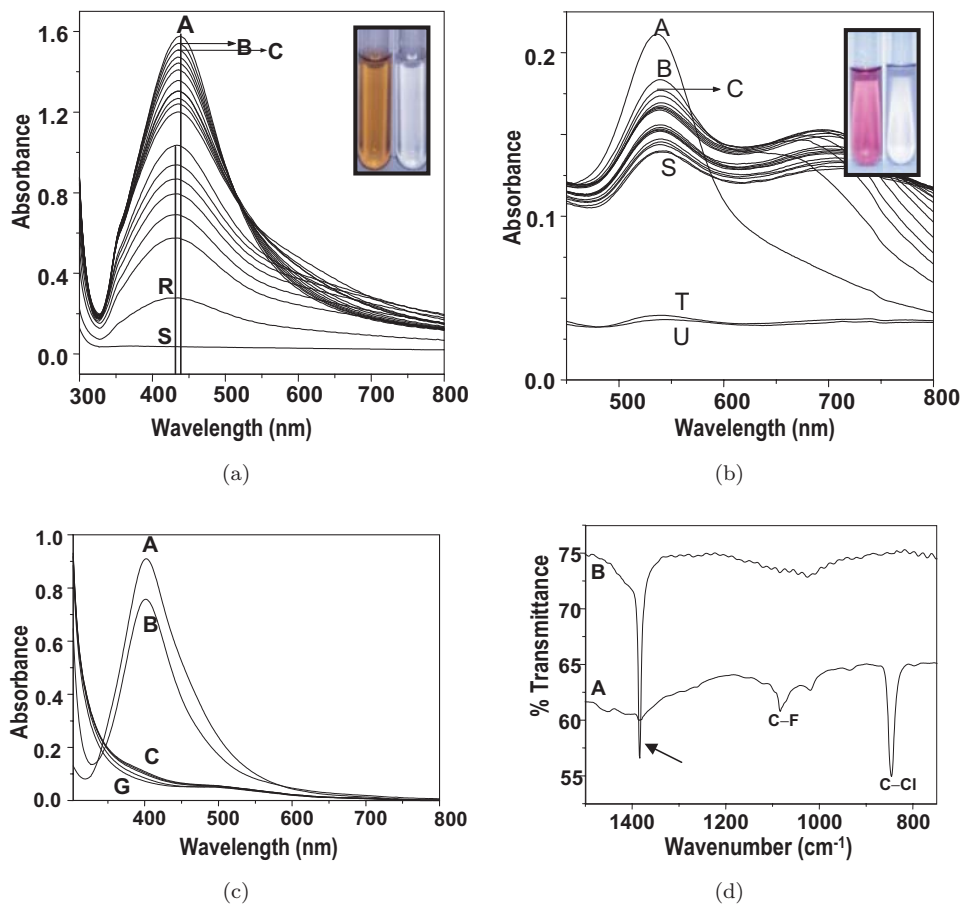 1.6
1.2
0.8
0.4
0.0
Absorbance
A
B
C
R
S
300 400 500 600 700 800
Wavelength (nm)
(a)
0.2
0.1
0.0
Absorbance
A
B
C
S
T
U
500 600 700 800
Wavelength (nm)
(b)
1.0
0.8
0.6
0.4
0.2
0.0
Absorbance
A
B
C
G
400 500 600 700 800
Wavelength (nm)
(c)
75
70
65
60
55
% Transmittance
B
A
C–F
C–Cl
1400 1200 1000 800
Wavenumber (cm-1)
(d)